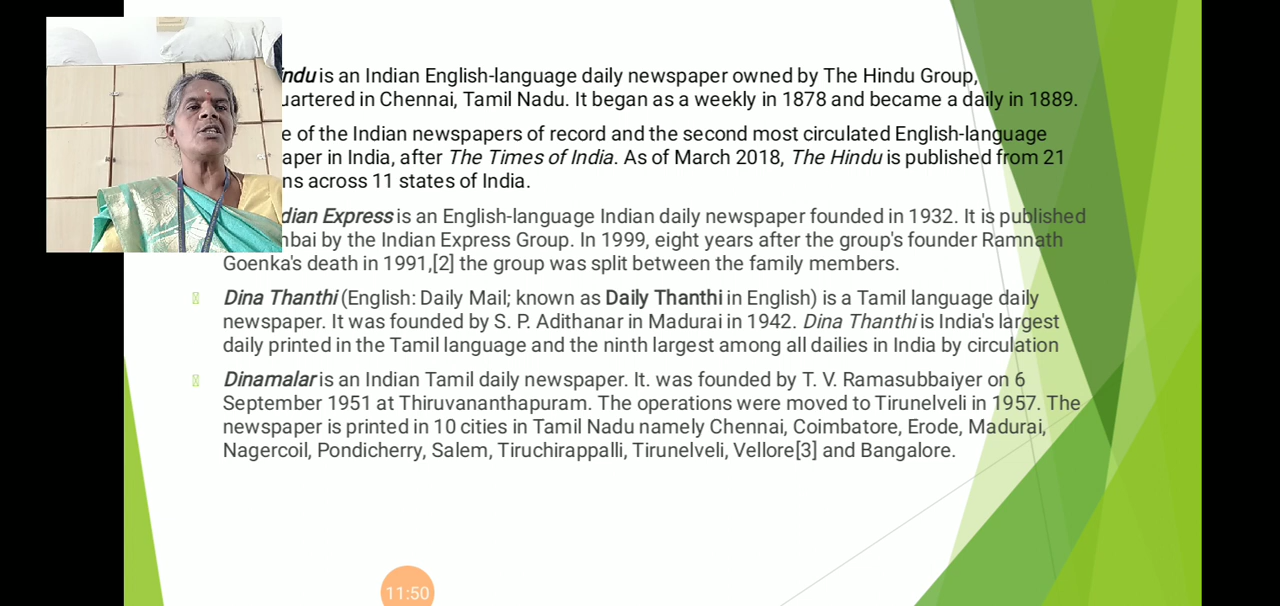 is an Indian English-language daily newspaper owned by The Hindu Group,
in Chennai, Tamil Nadu. It began as a weekly in 1878 and became a daily in 1889.
of the Indian newspapers of record and the second most circulated English-language
in India, after The Times of India. As of March 2018, The Hindu is published from 21
across 11 states of India.
Express is an English-language Indian daily newspaper founded in 1932. It is published
by the Indian Express Group. In 1999, eight years after the group's founder Ramnath
Goenka's death in 1991,[2] the group was split between the family members.
Dina Thanthi (English: Daily Mail; known as Daily Thanthi in English) is a Tamil language daily
newspaper. It was founded by S. P. Adithanar in Madurai in 1942. Dina Thanthi is India's largest
daily printed in the Tamil language and the ninth largest among all dailies in India by circulation
Dinamalar is an Indian Tamil daily newspaper. It. was founded by T. V. Ramasubbaiyer on 6
September 1951 at Thiruvananthapuram. The operations were moved to Tirunelveli in 1957. The
newspaper is printed in 10 cities in Tamil Nadu namely Chennai, Coimbatore, Erode, Madurai,
Nagercoil, Pondicherry, Salem, Tiruchirappalli, Tirunelveli, Vellore[3] and Bangalore.
11:50